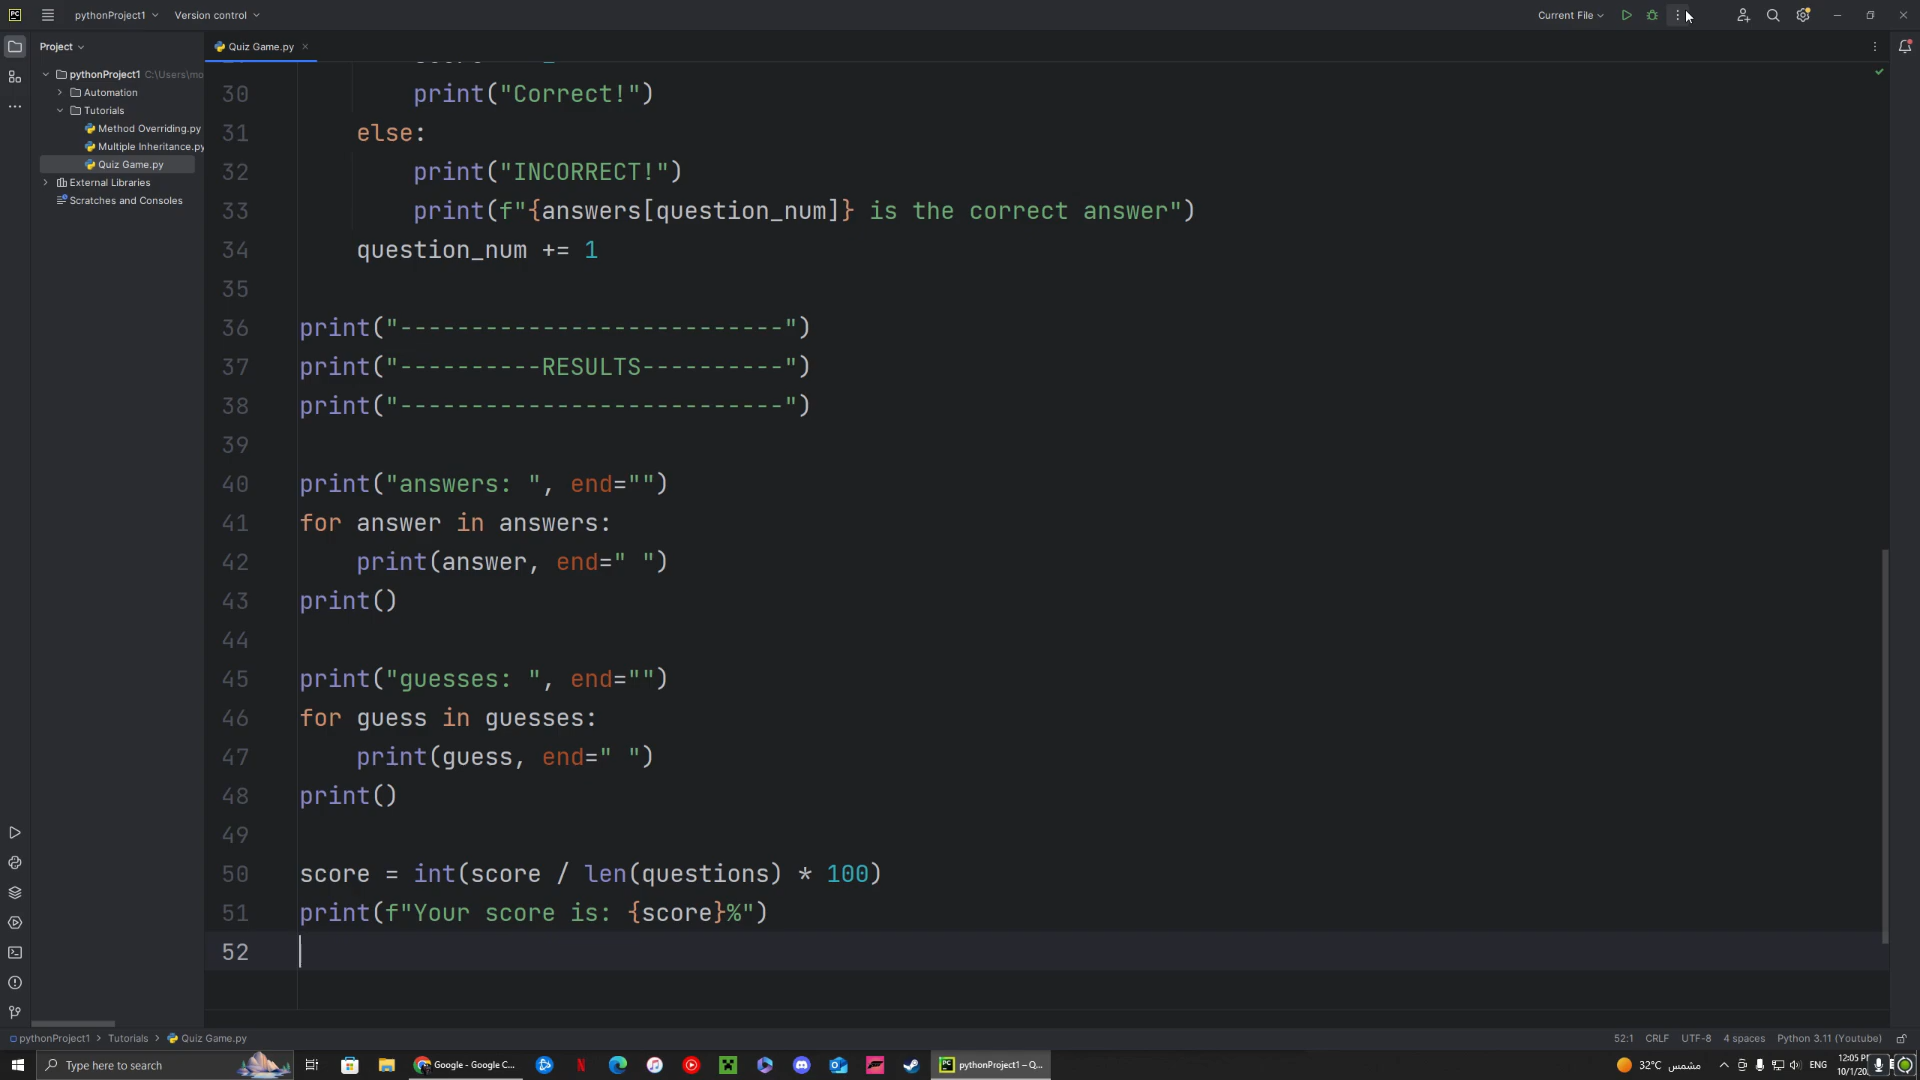 pythonProject1
Version control
Current File
Project
Quiz Game.py
pythonProject1 C:\Users\mo
Automation
Tutorials
Method Overriding.py
Multiple Inheritance.py
Quiz Game.py
External Libraries
Scratches and Consoles
30 print("Correct!")
31 else:
32 print("INCORRECT!")
33 print(f"{answers[question_num]} is the correct answer")
34 question_num += 1
35
36 print("---------------------------")
37 print("----------RESULTS----------")
38 print("---------------------------")
39
40 print("answers: ", end="")
41 for answer in answers:
42 print(answer, end=" ")
43 print()
44
45 print("guesses: ", end="")
46 for guess in guesses:
47 print(guess, end=" ")
48 print()
49
50 score = int(score / len(questions) * 100)
51 print(f"Your score is: {score}%")
52
pythonProject1 > Tutorials > Quiz Game.py
52:1 CRLF UTF-8 4 spaces Python 3.11 (Youtube)
Type here to search
Google - Google C...
pythonProject1 – Q...
32°C مشمس
ENG
12:05